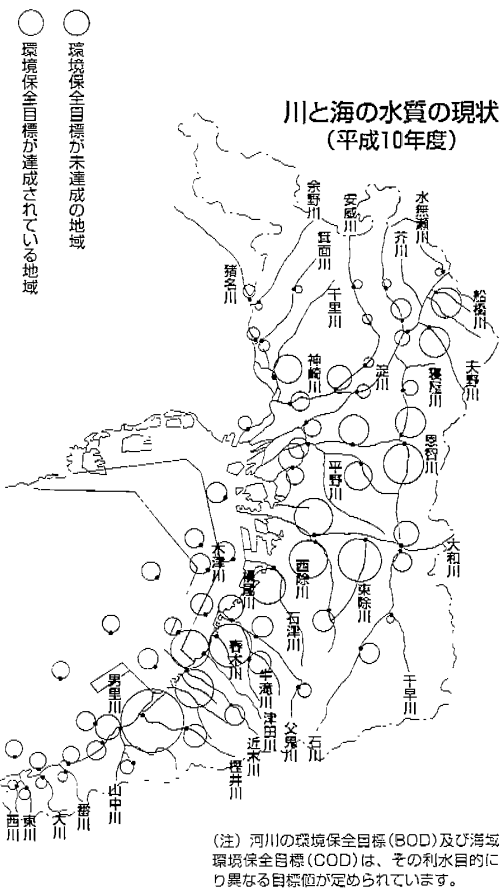 川と海の水質の現状
(平成10年度)
環境保全目標が未達成の地域
環境保全目標が達成されている地域
余野川
安威川
水無瀬川
芥川
箕面川
猪名川
千里川
船橋川
神崎川
淀川
寝屋川
天野川
恩智川
平野川
大和川
木津川
西除川
東除川
槇尾川
石津川
春木川
牛滝川
千早川
男里川
津田川
父鬼川
石川
近木川
樫井川
山中川
番川
大川
東川
西川
(注) 河川の環境保全目標(BOD)及び海域
環境保全目標(COD)は、その利水目的に
り異なる目標値が定められています。